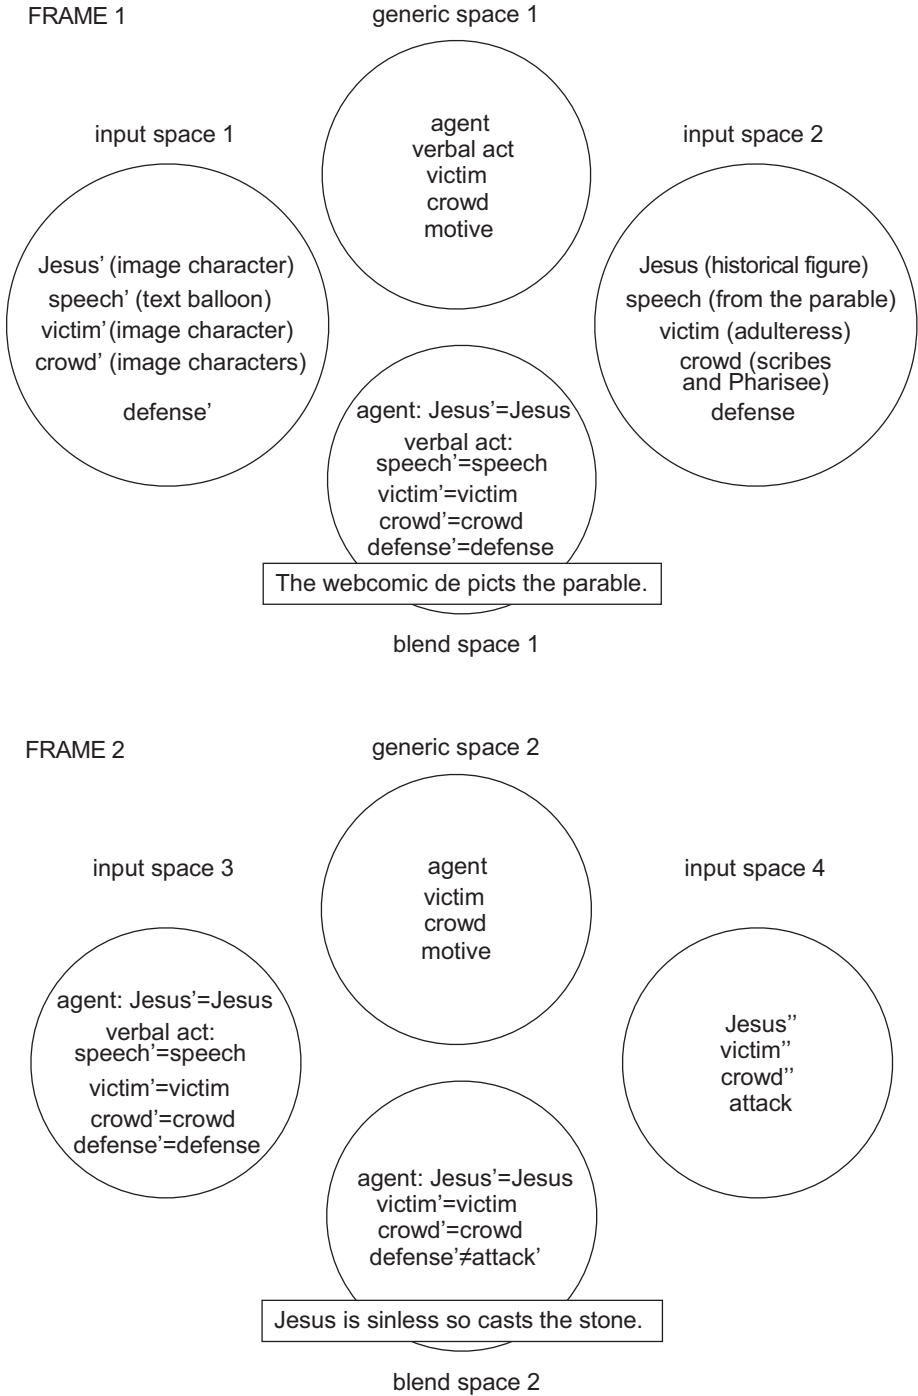 FRAME 1
generic space 1
agent
verbal act
victim
crowd
motive
input space 1
Jesus’ (image character)
speech’ (text balloon)
victim’ (image character)
crowd’ (image characters)
defense’
input space 2
Jesus (historical figure)
speech (from the parable)
victim (adulteress)
crowd (scribes
and Pharisee)
defense
agent: Jesus’=Jesus
verbal act:
speech’=speech
victim’=victim
crowd’=crowd
defense’=defense
The webcomic de picts the parable.
blend space 1
FRAME 2
generic space 2
agent
victim
crowd
motive
input space 3
agent: Jesus’=Jesus
verbal act:
speech’=speech
victim’=victim
crowd’=crowd
defense’=defense
input space 4
Jesus’’
victim’’
crowd’’
attack
agent: Jesus’=Jesus
victim’=victim
crowd’=crowd
defense’≠attack’
Jesus is sinless so casts the stone.
blend space 2